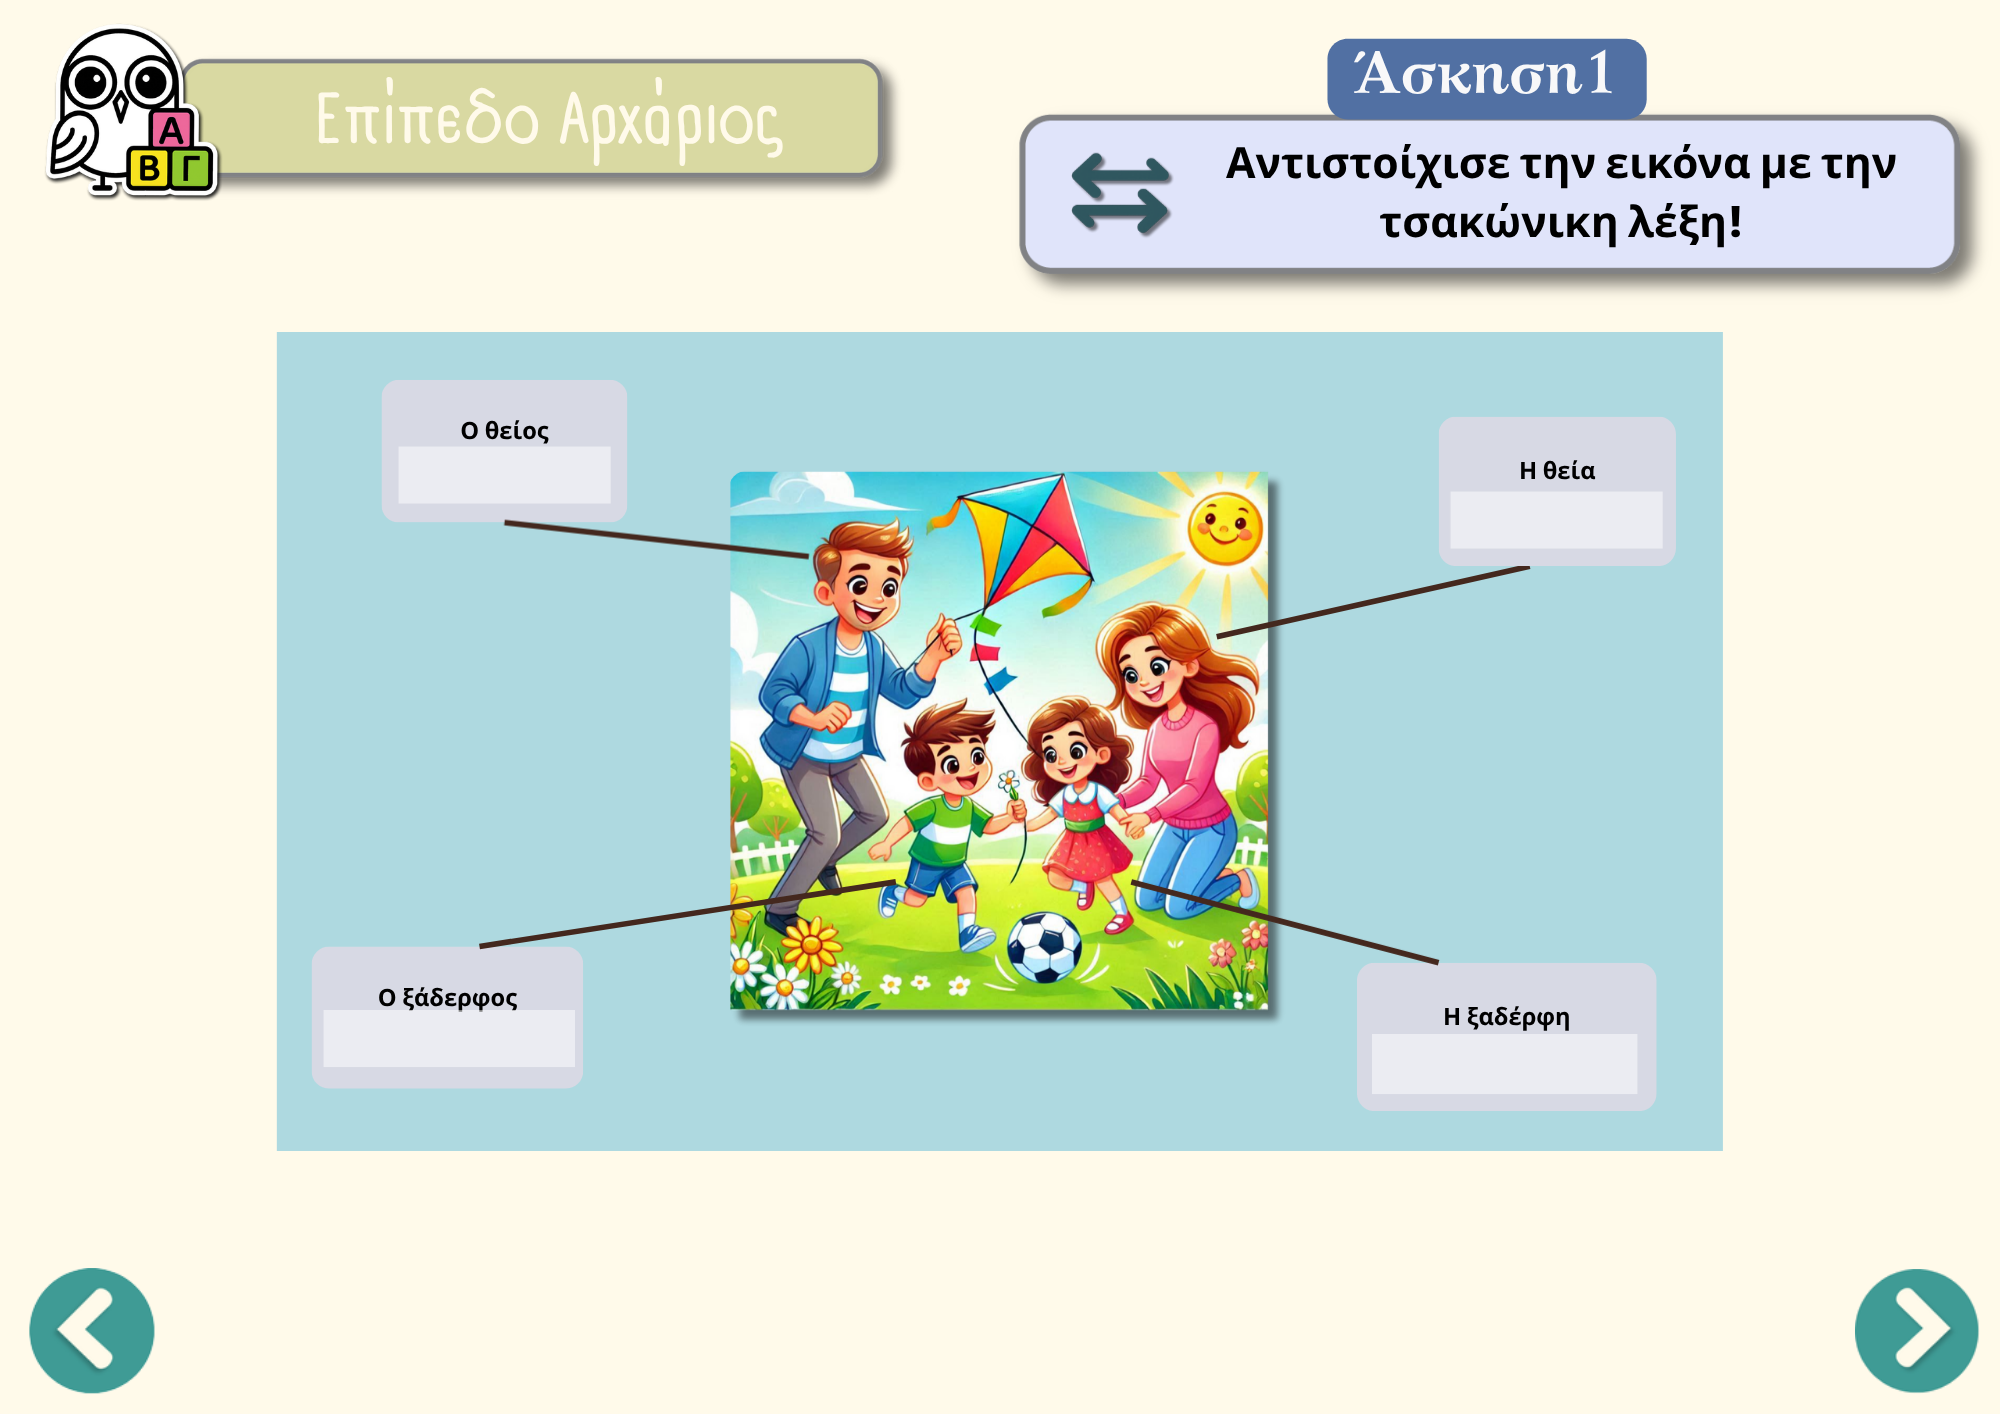 Α
Β Γ
Επίπεδο Αρχάριος
Άσκηση 1
Αντιστοίχισε την εικόνα με την
τσακώνικη λέξη!
Ο θείος
Η θεία
Ο ξάδερφος
Η ξαδέρφη